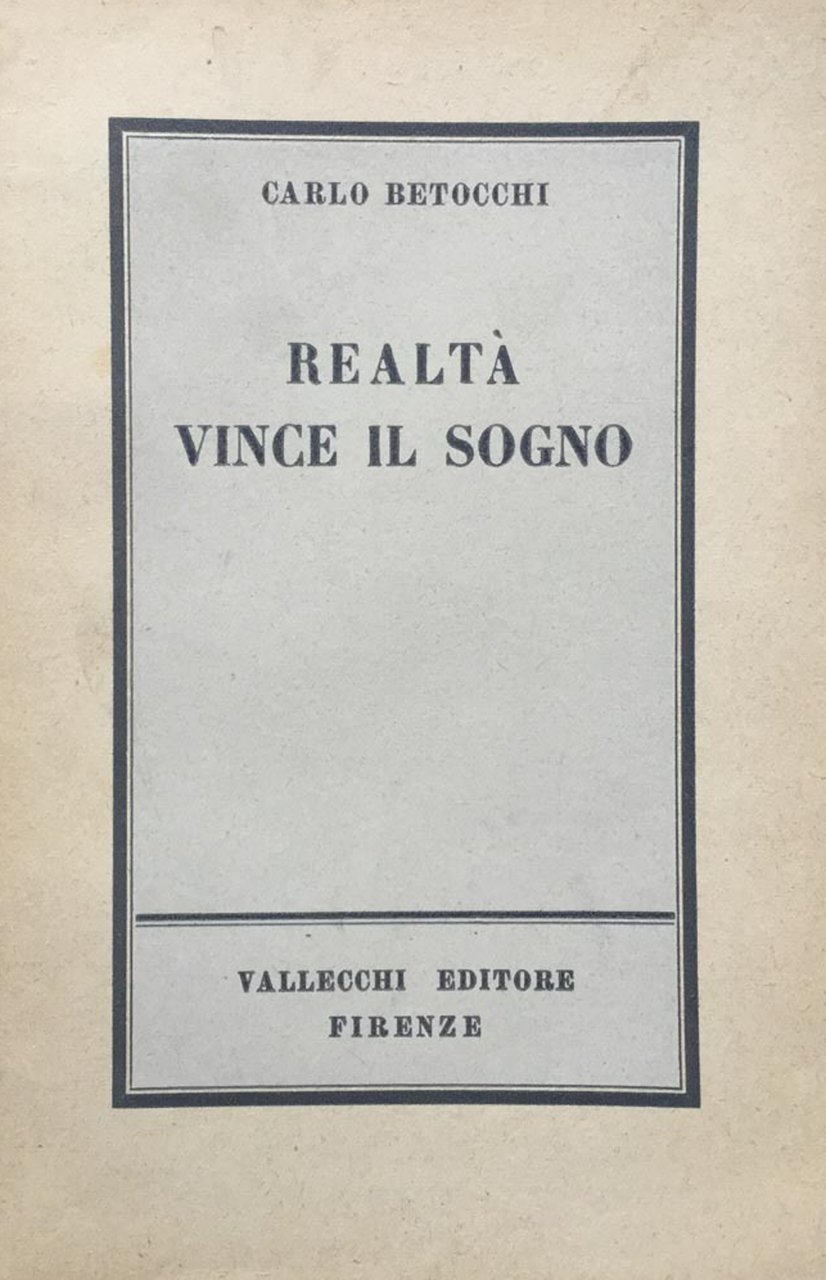 CARLO BETOCCHI
REALTÀ
VINCE IL SOGNO
VALLECCHI EDITORE
FIRENZE